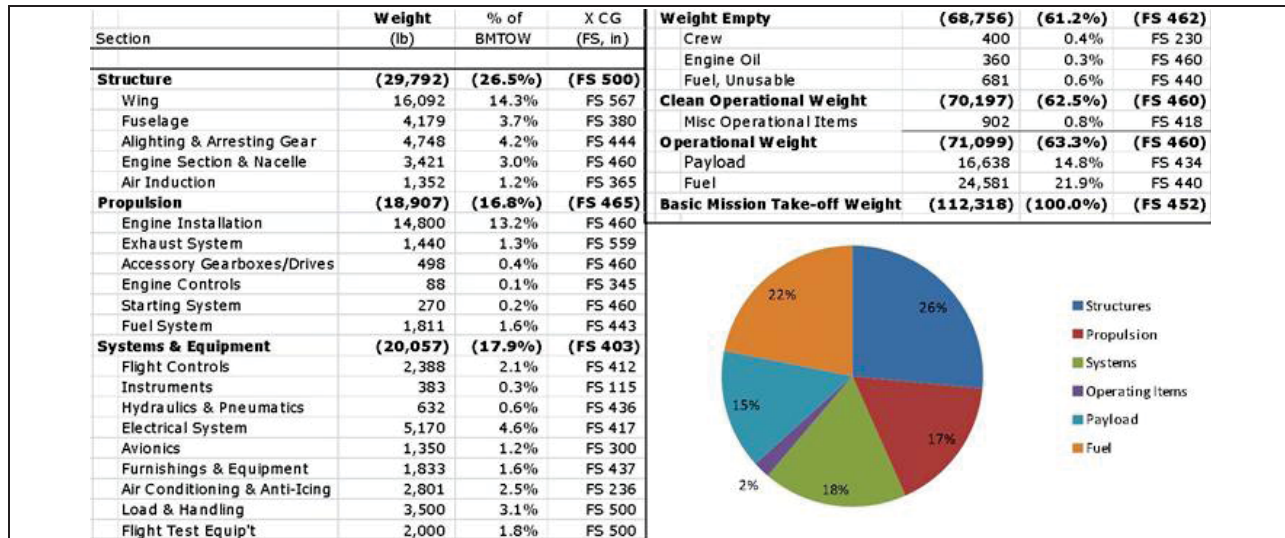 Section Weight (lb) % of BMTOW X CG (FS, in)
Structure (29,792) (26.5%) (FS 500)
Wing 16,092 14.3% FS 567
Fuselage 4,179 3.7% FS 380
Alighting & Arresting Gear 4,748 4.2% FS 444
Engine Section & Nacelle 3,421 3.0% FS 460
Air Induction 1,352 1.2% FS 365
Propulsion (18,907) (16.8%) (FS 465)
Engine Installation 14,800 13.2% FS 460
Exhaust System 1,440 1.3% FS 559
Accessory Gearboxes/Drives 498 0.4% FS 460
Engine Controls 88 0.1% FS 345
Starting System 270 0.2% FS 460
Fuel System 1,811 1.6% FS 443
Systems & Equipment (20,057) (17.9%) (FS 403)
Flight Controls 2,388 2.1% FS 412
Instruments 383 0.3% FS 115
Hydraulics & Pneumatics 632 0.6% FS 436
Electrical System 5,170 4.6% FS 417
Avionics 1,350 1.2% FS 300
Furnishings & Equipment 1,833 1.6% FS 437
Air Conditioning & Anti-Icing 2,801 2.5% FS 236
Load & Handling 3,500 3.1% FS 500
Flight Test Equip't 2,000 1.8% FS 500
Weight Empty (68,756) (61.2%) (FS 462)
Crew 400 0.4% FS 230
Engine Oil 360 0.3% FS 460
Fuel, Unusable 681 0.6% FS 440
Clean Operational Weight (70,197) (62.5%) (FS 460)
Misc Operational Items 902 0.8% FS 418
Operational Weight (71,099) (63.3%) (FS 460)
Payload 16,638 14.8% FS 434
Fuel 24,581 21.9% FS 440
Basic Mission Take-off Weight (112,318) (100.0%) (FS 452)
22%
26%
15%
17%
2%
18%
Structures
Propulsion
Systems
Operating Items
Payload
Fuel